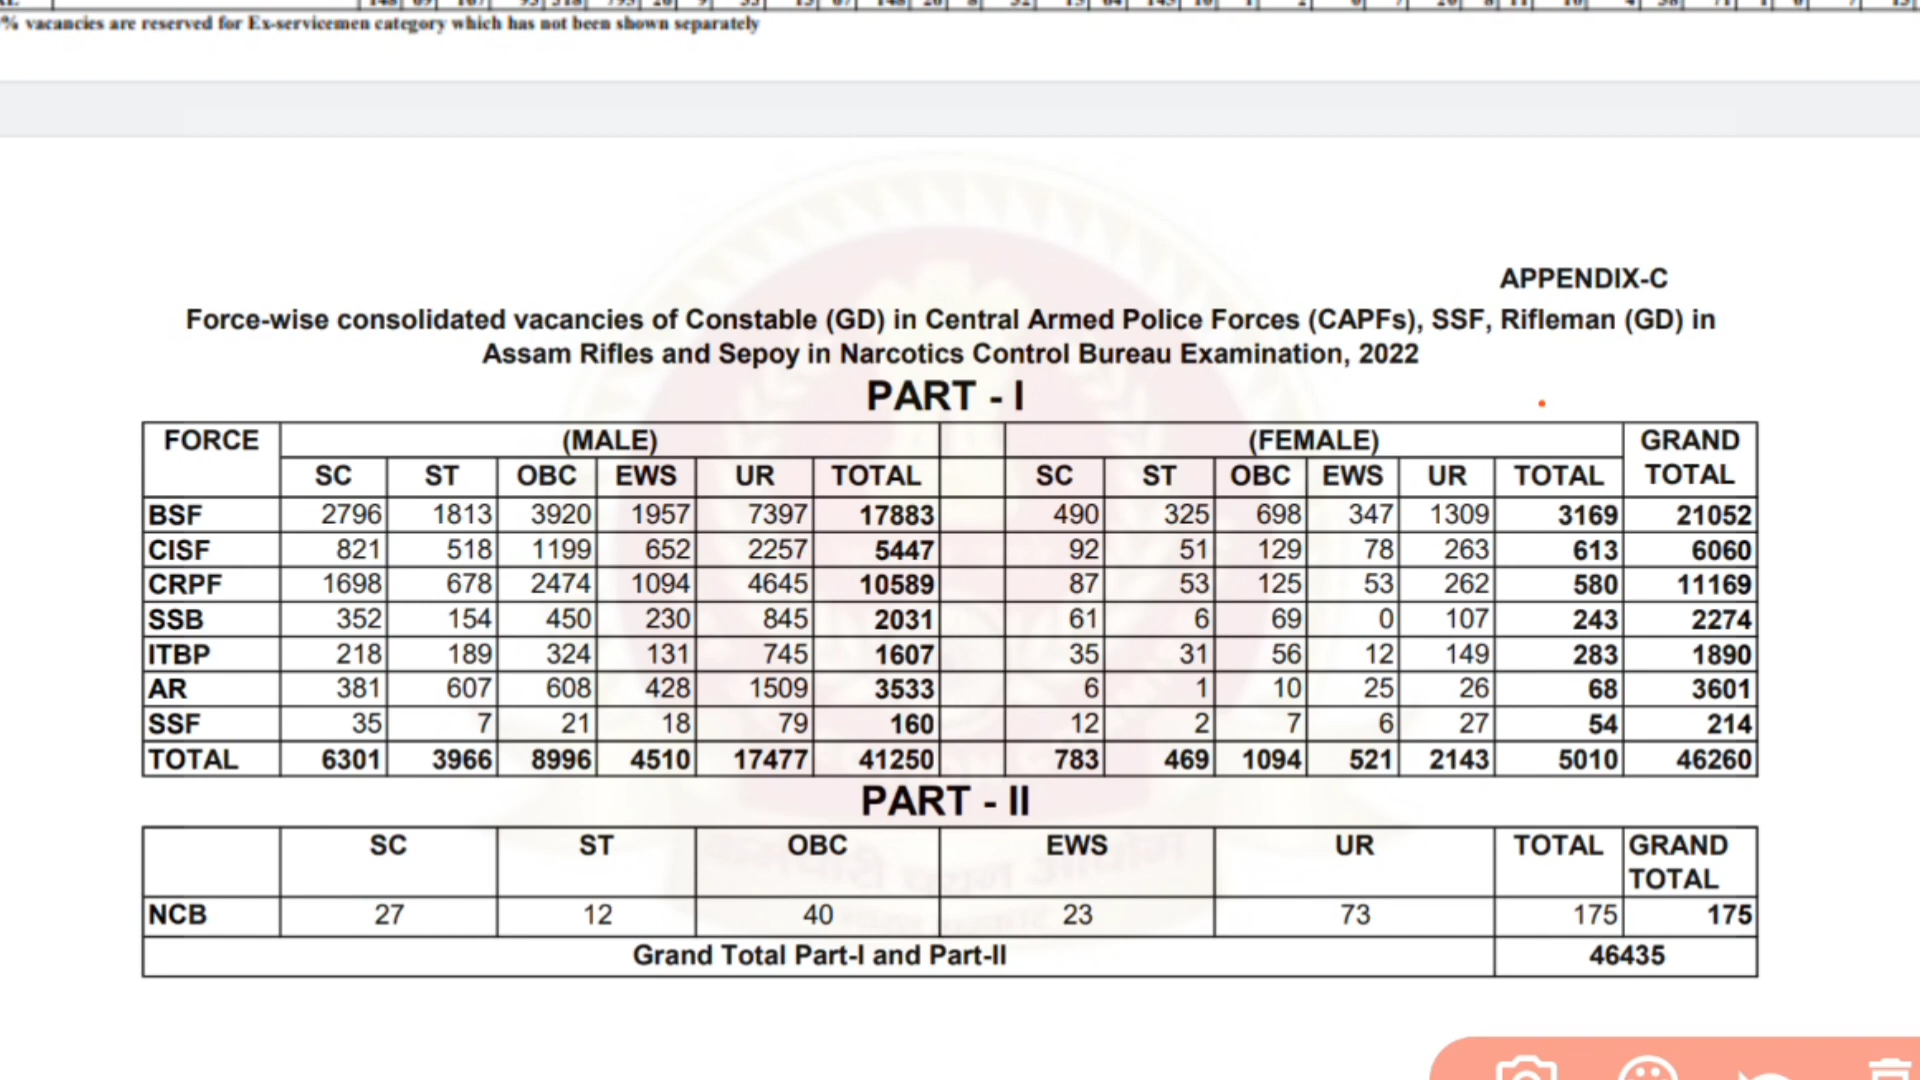 % vacancies are reserved for Ex-servicemen category which has not been shown separately
APPENDIX-C
Force-wise consolidated vacancies of Constable (GD) in Central Armed Police Forces (CAPFs), SSF, Rifleman (GD) in
Assam Rifles and Sepoy in Narcotics Control Bureau Examination, 2022
PART - I
FORCE (MALE) (FEMALE) GRAND TOTAL
SC ST OBC EWS UR TOTAL SC ST OBC EWS UR TOTAL
BSF 2796 1813 3920 1957 7397 17883 490 325 698 347 1309 3169 21052
CISF 821 518 1199 652 2257 5447 92 51 129 78 263 613 6060
CRPF 1698 678 2474 1094 4645 10589 87 53 125 53 262 580 11169
SSB 352 154 450 230 845 2031 61 6 69 0 107 243 2274
ITBP 218 189 324 131 745 1607 35 31 56 12 149 283 1890
AR 381 607 608 428 1509 3533 6 1 10 25 26 68 3601
SSF 35 7 21 18 79 160 12 2 7 6 27 54 214
TOTAL 6301 3966 8996 4510 17477 41250 783 469 1094 521 2143 5010 46260
PART - II
SC ST OBC EWS UR TOTAL GRAND TOTAL
NCB 27 12 40 23 73 175 175
Grand Total Part-I and Part-II 46435